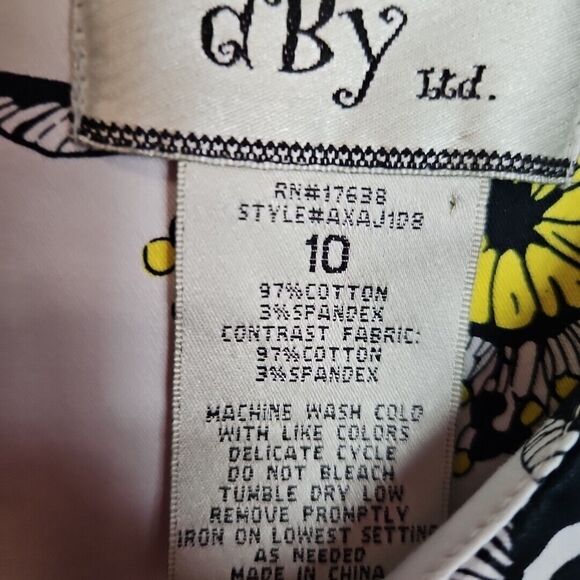 dBy Ltd.
RN#17638
STYLE#AXAJ1D8
10
97%COTTON
3%SPANDEX
CONTRAST FABRIC:
97%COTTON
3%SPANDEX
MACHINE WASH COLD
WITH LIKE COLORS
DELICATE CYCLE
DO NOT BLEACH
TUMBLE DRY LOW
REMOVE PROMPTLY
IRON ON LOWEST SETTING
AS NEEDED
MADE IN CHINA